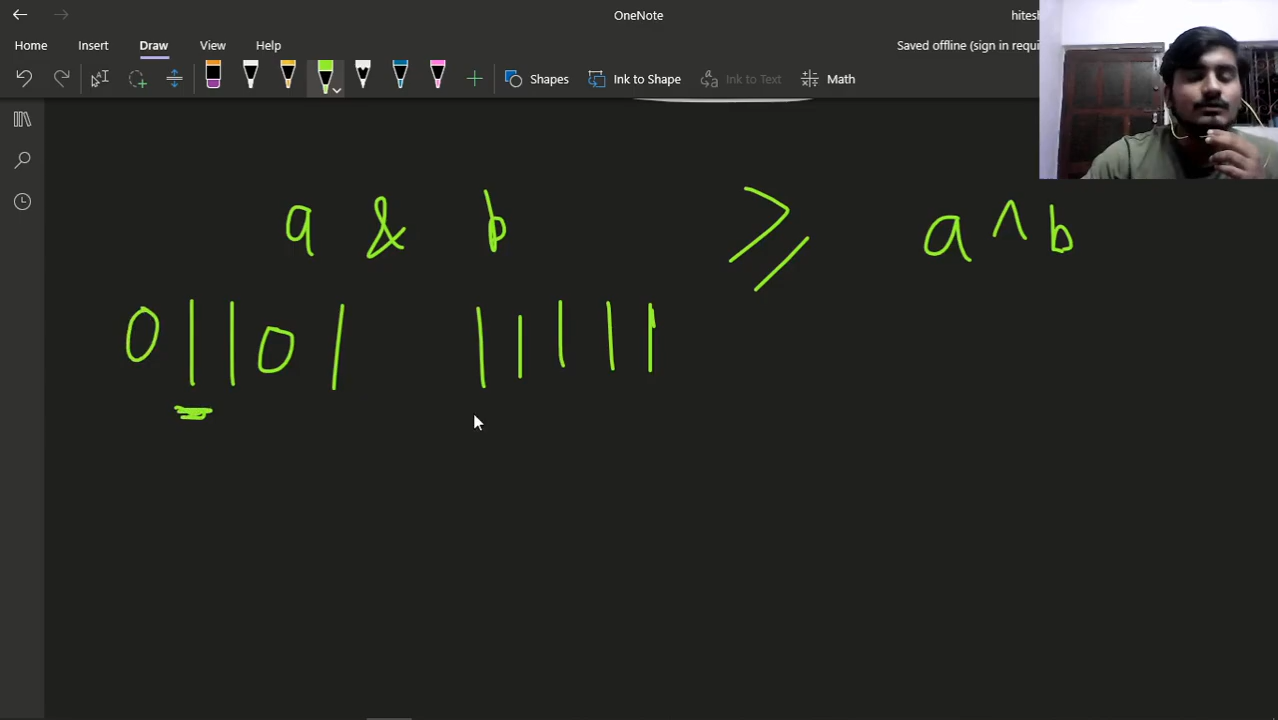 OneNote
hitesh
Home Insert Draw View Help
Saved offline (sign in requi
Shapes Ink to Shape Ink to Text Math
a & b ≥ a ^ b
01101 11111